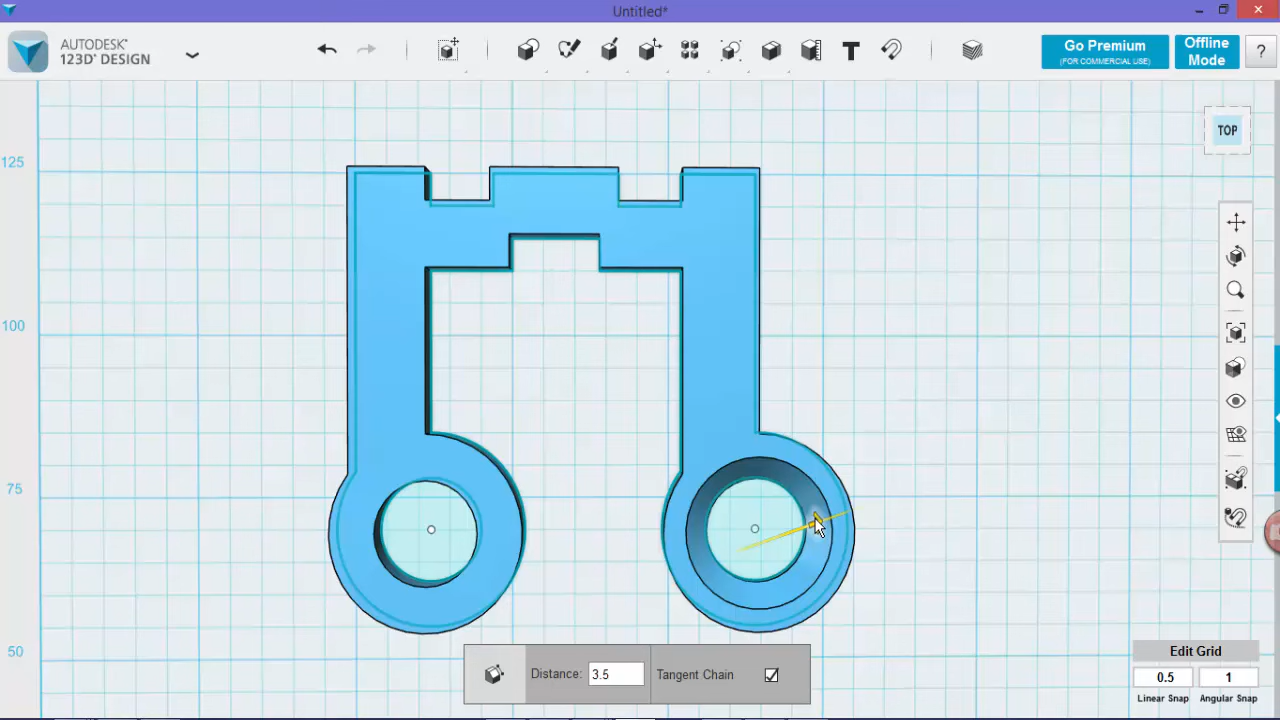 Untitled*
AUTODESK®
123D® DESIGN
T
Go Premium
(FOR COMMERCIAL USE)
Offline
Mode
?
TOP
125
100
75
50
Distance: 3.5
Tangent Chain
Edit Grid
0.5 1
Linear Snap Angular Snap